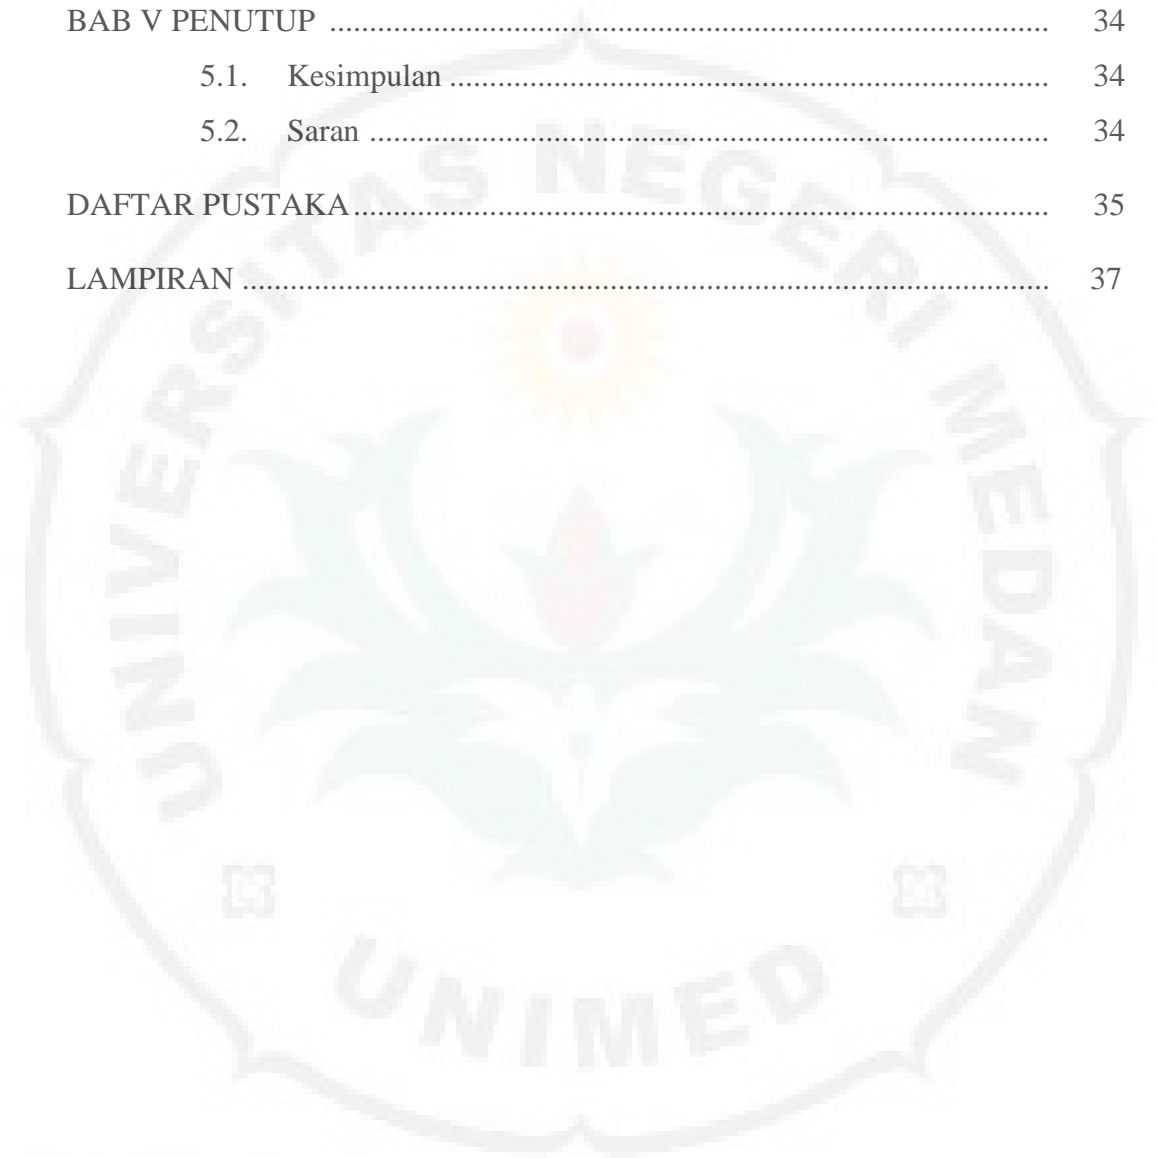 BAB V PENUTUP ........................................................................................... 34
5.1. Kesimpulan ........................................................................... 34
5.2. Saran ..................................................................................... 34
DAFTAR PUSTAKA ....................................................................................... 35
LAMPIRAN ..................................................................................................... 37
UNIVERSITAS NEGERI MEDAN
UNIMED